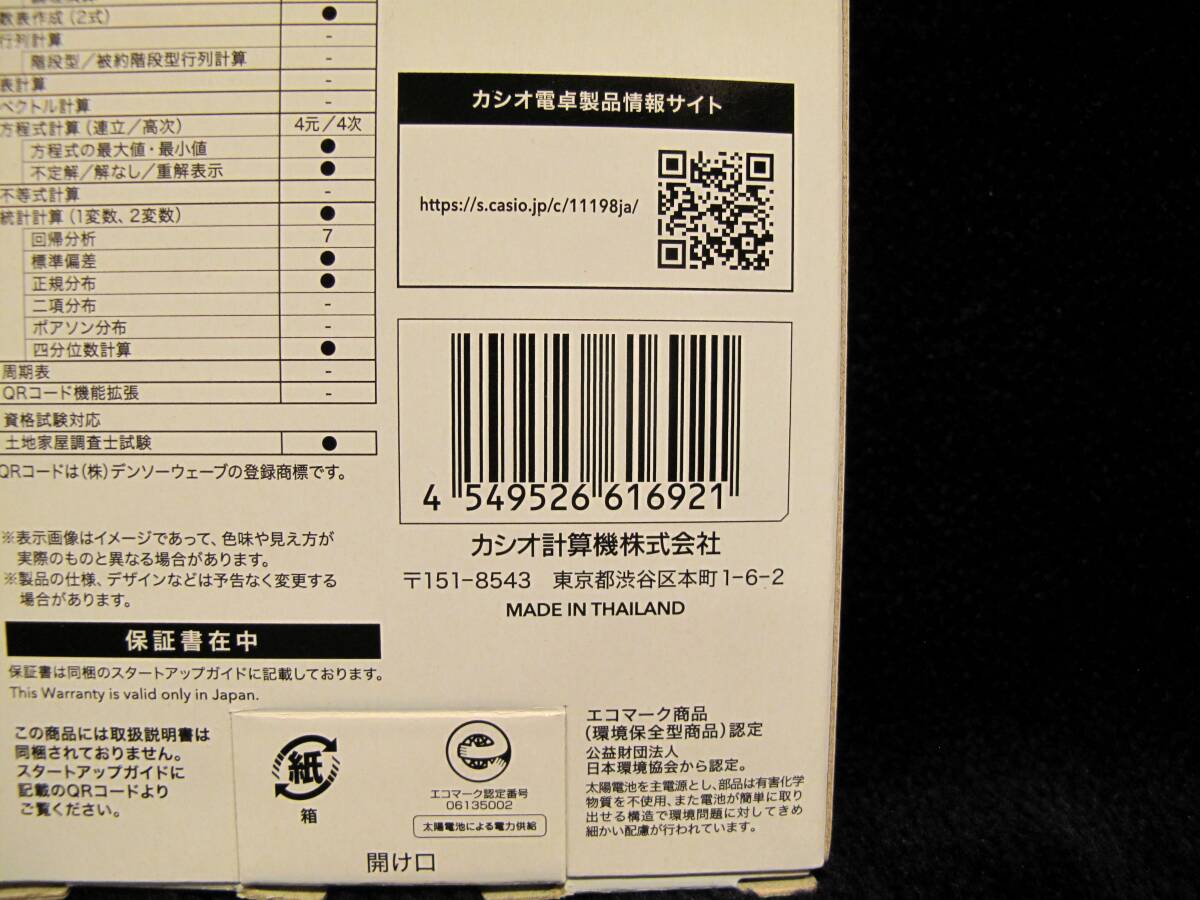 数表作成（2式） ●
行列計算 -
階段型／被約階段型行列計算 -
表計算 -
ベクトル計算 -
方程式計算（連立／高次） 4元／4次
方程式の最大値・最小値 ●
不定解／解なし／重解表示 ●
不等式計算 -
統計計算（1変数、2変数） ●
回帰分析 7
標準偏差 ●
正規分布 ●
二項分布 -
ポアソン分布 -
四分位数計算 ●
周期表 -
QRコード機能拡張 -
資格試験対応
土地家屋調査士試験 ●
QRコードは（株）デンソーウェーブの登録商標です。
※表示画像はイメージであって、色味や見え方が
実際のものと異なる場合があります。
※製品の仕様、デザインなどは予告なく変更する
場合があります。
保証書在中
保証書は同梱のスタートアップガイドに記載しております。
This Warranty is valid only in Japan.
この商品には取扱説明書は
同梱されておりません。
スタートアップガイドに
記載のQRコードより
ご覧ください。
カシオ電卓製品情報サイト
https://s.casio.jp/c/11198ja/
4 549526 616921
カシオ計算機株式会社
〒151-8543 東京都渋谷区本町1-6-2
MADE IN THAILAND
紙
箱
エコマーク認定番号
06135002
太陽電池による電力供給
開け口
エコマーク商品
（環境保全型商品）認定
公益財団法人
日本環境協会から認定。
太陽電池を主電源とし、部品は有害化学
物質を不使用、また電池が簡単に取り
出せる構造で環境問題に対してきめ
細かい配慮が行われています。